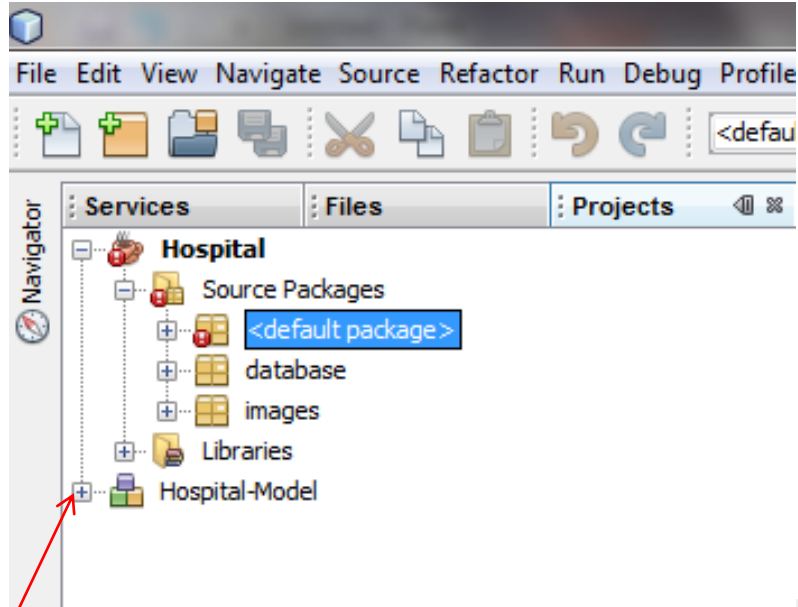 File Edit View Navigate Source Refactor Run Debug Profile
<defau
Navigator
Services Files Projects
Hospital
Source Packages
<default package>
database
images
Libraries
Hospital-Model